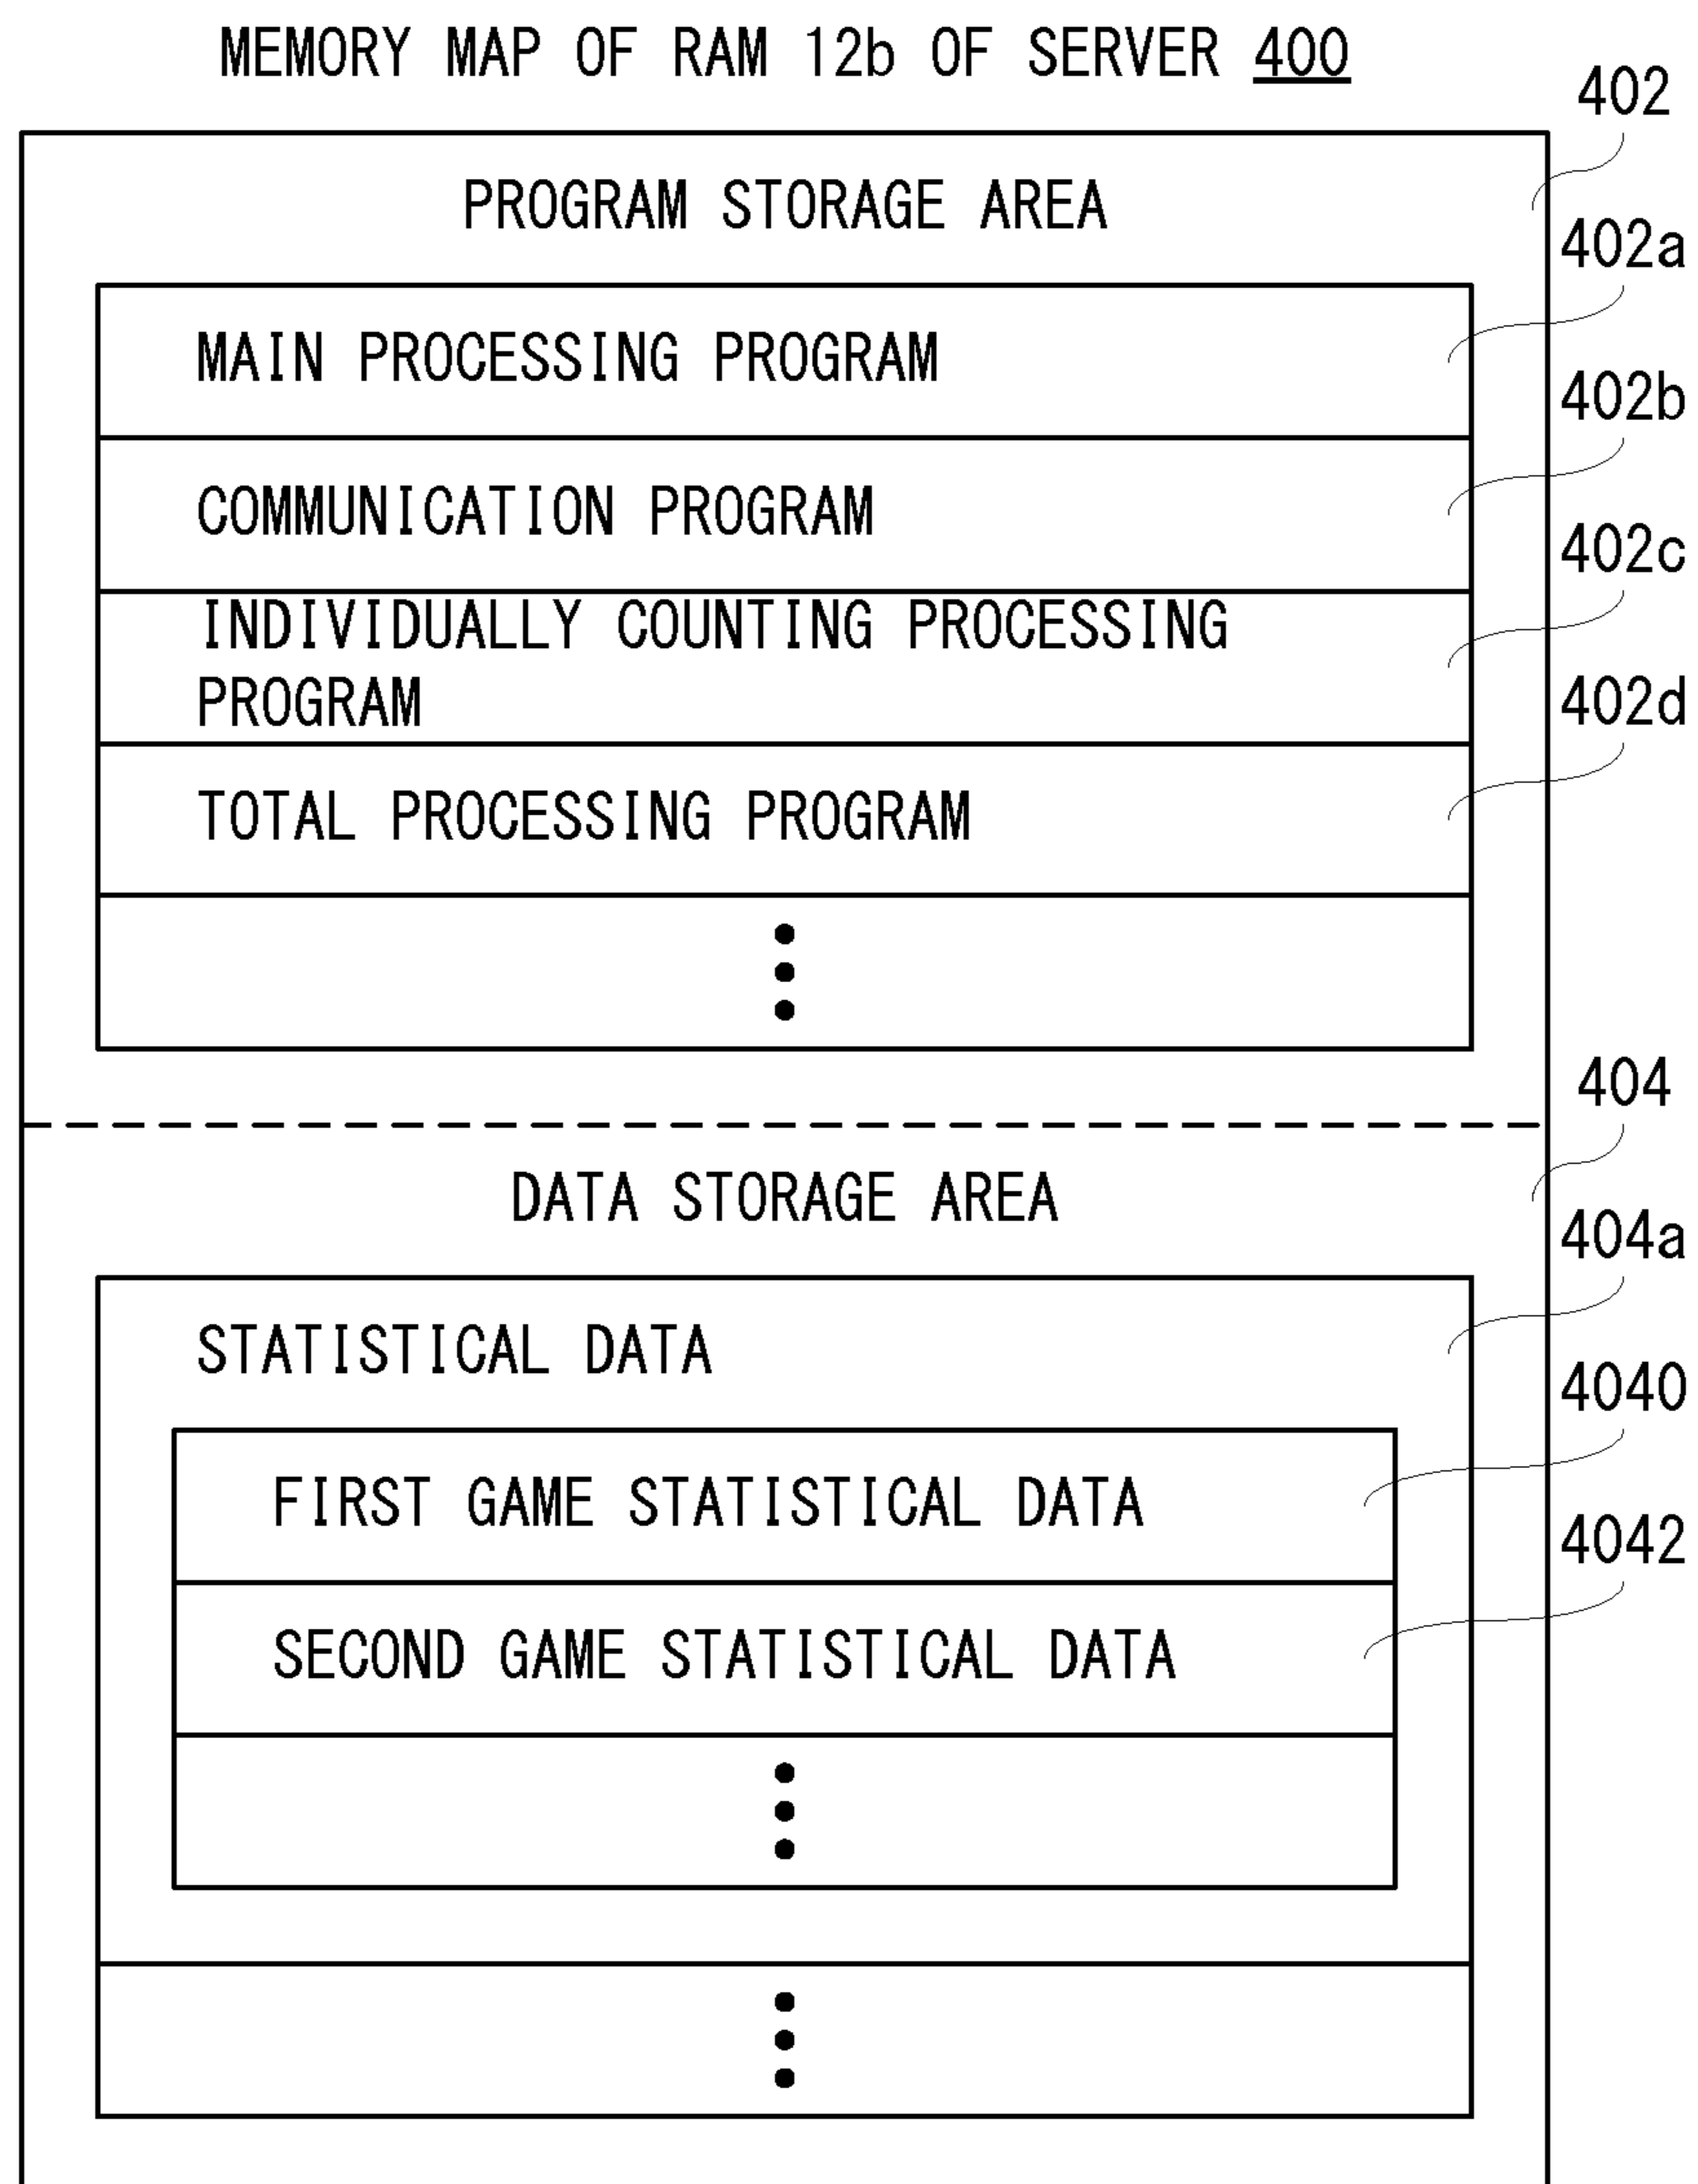 MEMORY MAP OF RAM 12b OF SERVER 400
402
PROGRAM STORAGE AREA
402a
MAIN PROCESSING PROGRAM
402b
COMMUNICATION PROGRAM
402c
INDIVIDUALLY COUNTING PROCESSING
PROGRAM
402d
TOTAL PROCESSING PROGRAM
404
DATA STORAGE AREA
404a
STATISTICAL DATA
4040
FIRST GAME STATISTICAL DATA
4042
SECOND GAME STATISTICAL DATA